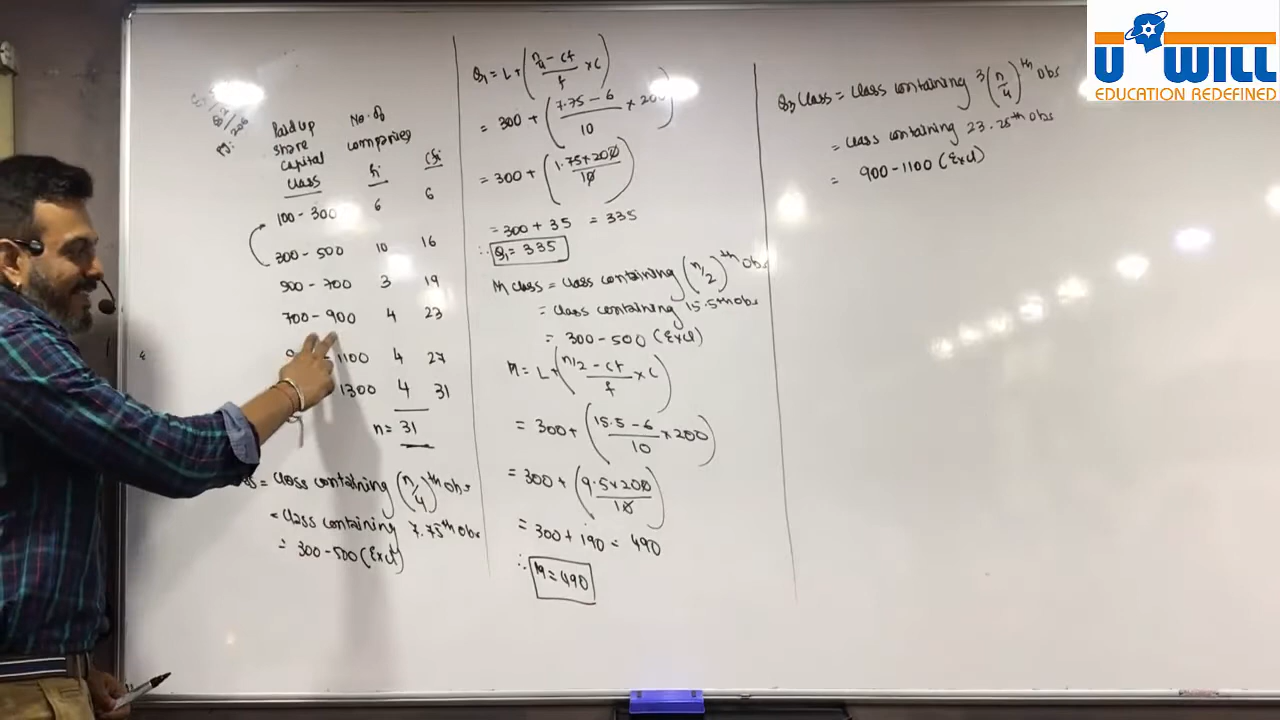 U WILL
EDUCATION REDEFINED
Paid up No. of
share companies
capital
class fi cfi
100 - 300 6 6
300 - 500 10 16
500 - 700 3 19
700 - 900 4 23
1100 4 27
1300 4 31
n = 31
= class containing (n/4)th obs
= class containing 7.75th obs
= 300 - 500 (Excl)
Q1 = L + (n/4 - cf / f × c)
= 300 + (7.75 - 6 / 10 × 200)
= 300 + (1.75 × 200 / 10)
= 300 + 35 = 335
∴ Q1 = 335
M class = class containing (n/2)th obs
= class containing 15.5th obs
= 300 - 500 (Excl)
M = L + (n/2 - cf / f × c)
= 300 + (15.5 - 6 / 10 × 200)
= 300 + (9.5 × 200 / 10)
= 300 + 190 = 490
∴ M = 490
Q3 class = class containing 3(n/4)th obs
= class containing 23.25th obs
= 900 - 1100 (Excl)